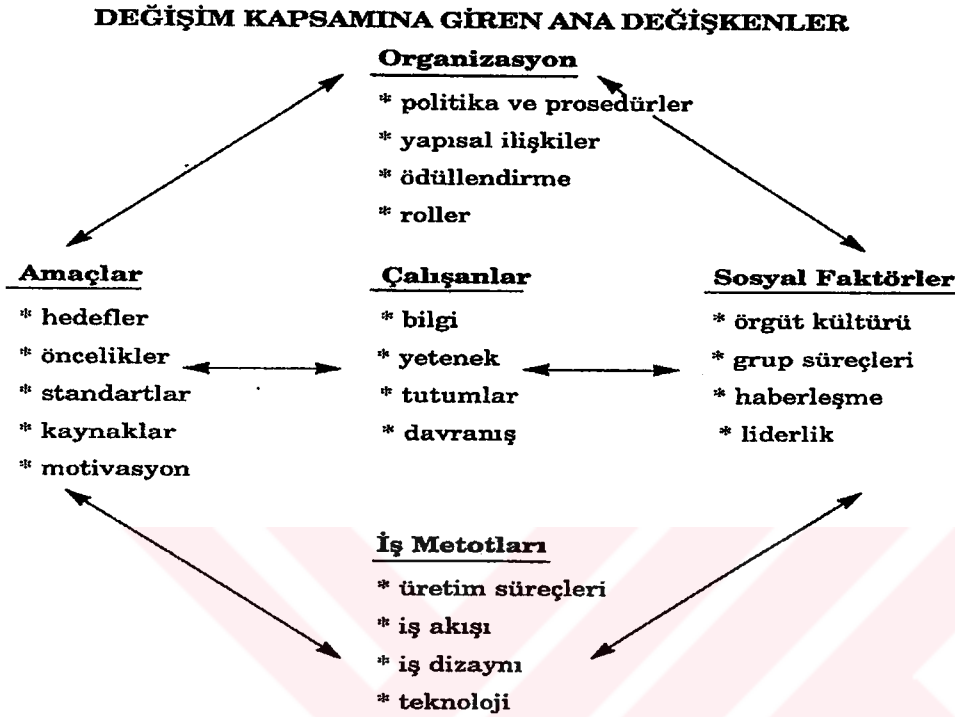 DEĞİŞİM KAPSAMINA GİREN ANA DEĞİŞKENLER
Organizasyon
* politika ve prosedürler
* yapısal ilişkiler
* ödüllendirme
* roller
Amaçlar
* hedefler
* öncelikler
* standartlar
* kaynaklar
* motivasyon
Çalışanlar
* bilgi
* yetenek
* tutumlar
* davranış
Sosyal Faktörler
* örgüt kültürü
* grup süreçleri
* haberleşme
* liderlik
İş Metotları
* üretim süreçleri
* iş akışı
* iş dizaynı
* teknoloji